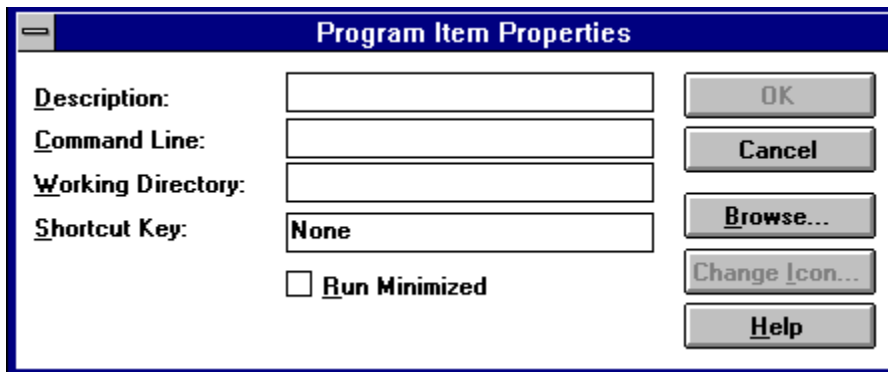 Program Item Properties
Description:
OK
Command Line:
Cancel
Working Directory:
Browse...
Shortcut Key:
None
Change Icon...
Run Minimized
Help